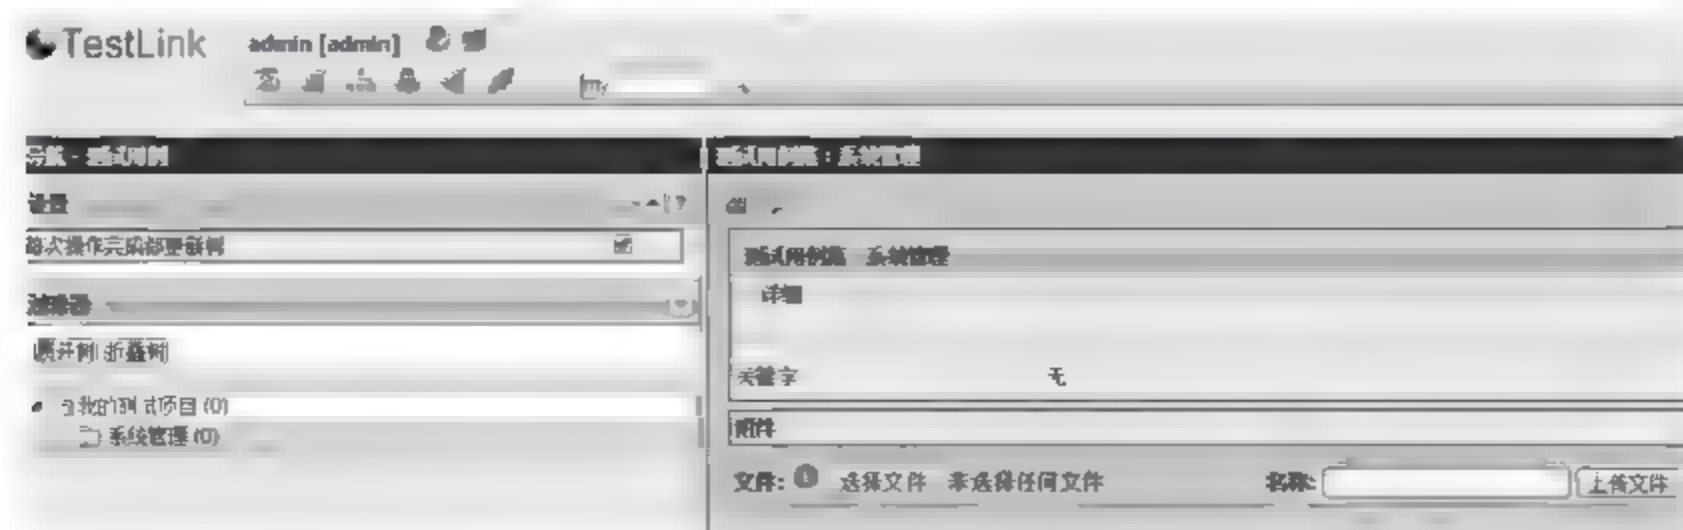 TestLink admin [admin]
导航 - 测试用例
设置
每次操作完成都更新树
过滤器
展开树 折叠树
我的测试项目 (0)
系统管理 (0)
测试用例集 : 系统管理
测试用例集 系统管理
详细
关键字 无
附件
文件: 选择文件 未选择任何文件 名称: 上传文件